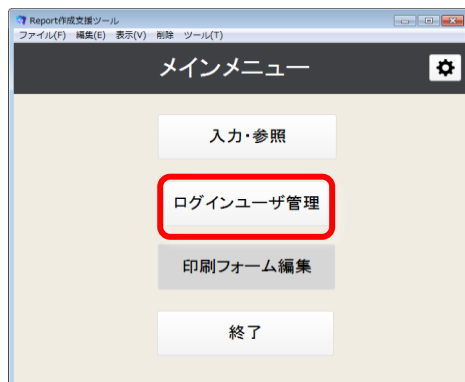 Report作成支援ツール
ファイル(F) 編集(E) 表示(V) 削除 ツール(T)
メインメニュー
入力・参照
ログインユーザ管理
印刷フォーム編集
終了